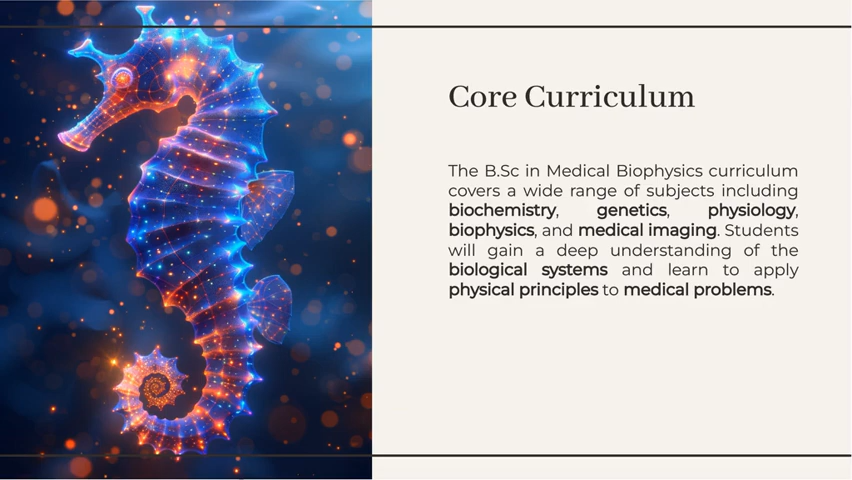 Core Curriculum
The B.Sc in Medical Biophysics curriculum
covers a wide range of subjects including
biochemistry, genetics, physiology,
biophysics, and medical imaging. Students
will gain a deep understanding of the
biological systems and learn to apply
physical principles to medical problems.